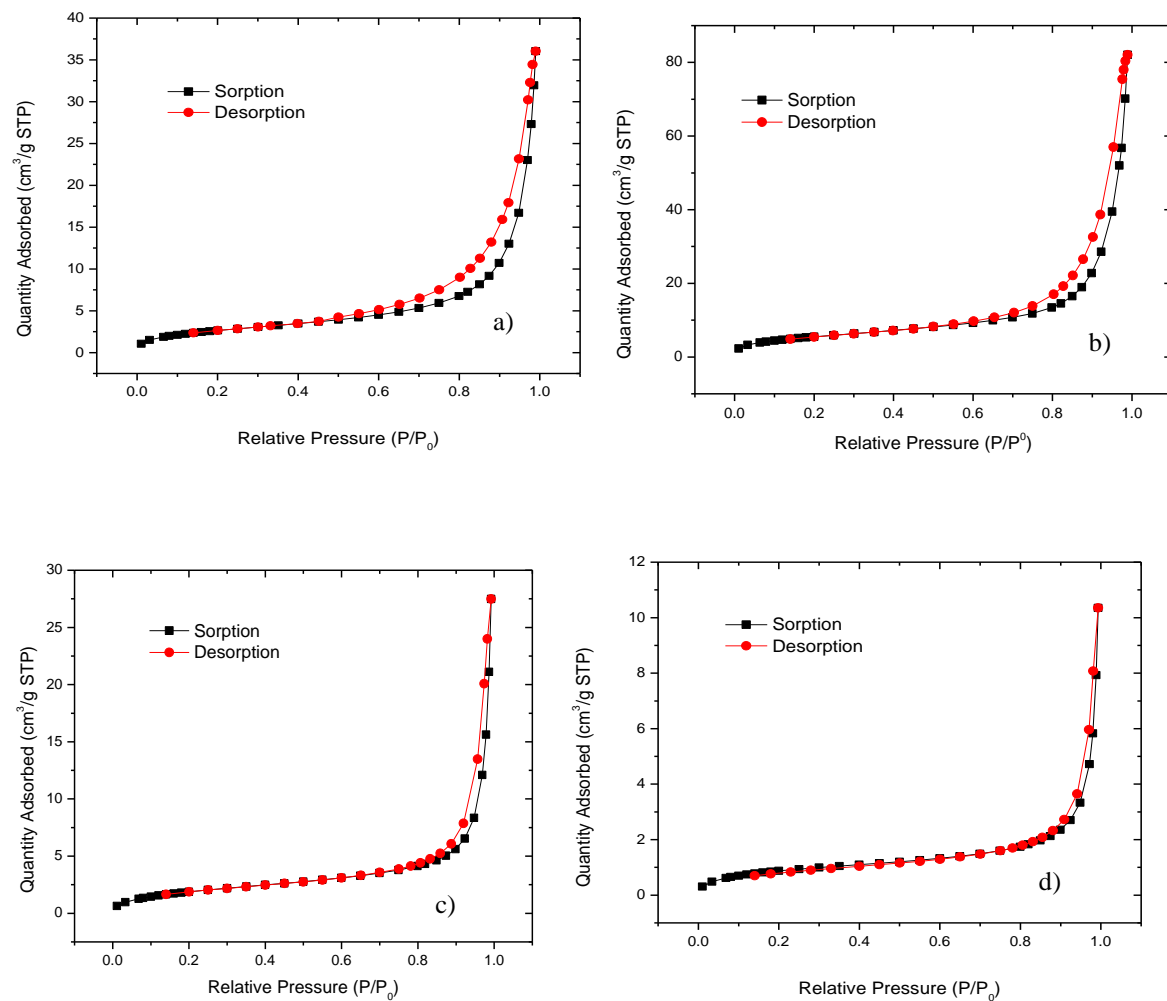 40
35
30
25
20
15
10
5
0
Quantity Adsorbed (cm³/g STP)
Sorption
Desorption
a)
0.0 0.2 0.4 0.6 0.8 1.0
Relative Pressure (P/P₀)
80
60
40
20
0
Quantity Adsorbed (cm³/g STP)
Sorption
Desorption
b)
0.0 0.2 0.4 0.6 0.8 1.0
Relative Pressure (P/P⁰)
30
25
20
15
10
5
0
Quantity Adsorbed (cm³/g STP)
Sorption
Desorption
c)
0.0 0.2 0.4 0.6 0.8 1.0
Relative Pressure (P/P₀)
12
10
8
6
4
2
0
Quantity Adsorbed (cm³/g STP)
Sorption
Desorption
d)
0.0 0.2 0.4 0.6 0.8 1.0
Relative Pressure (P/P₀)